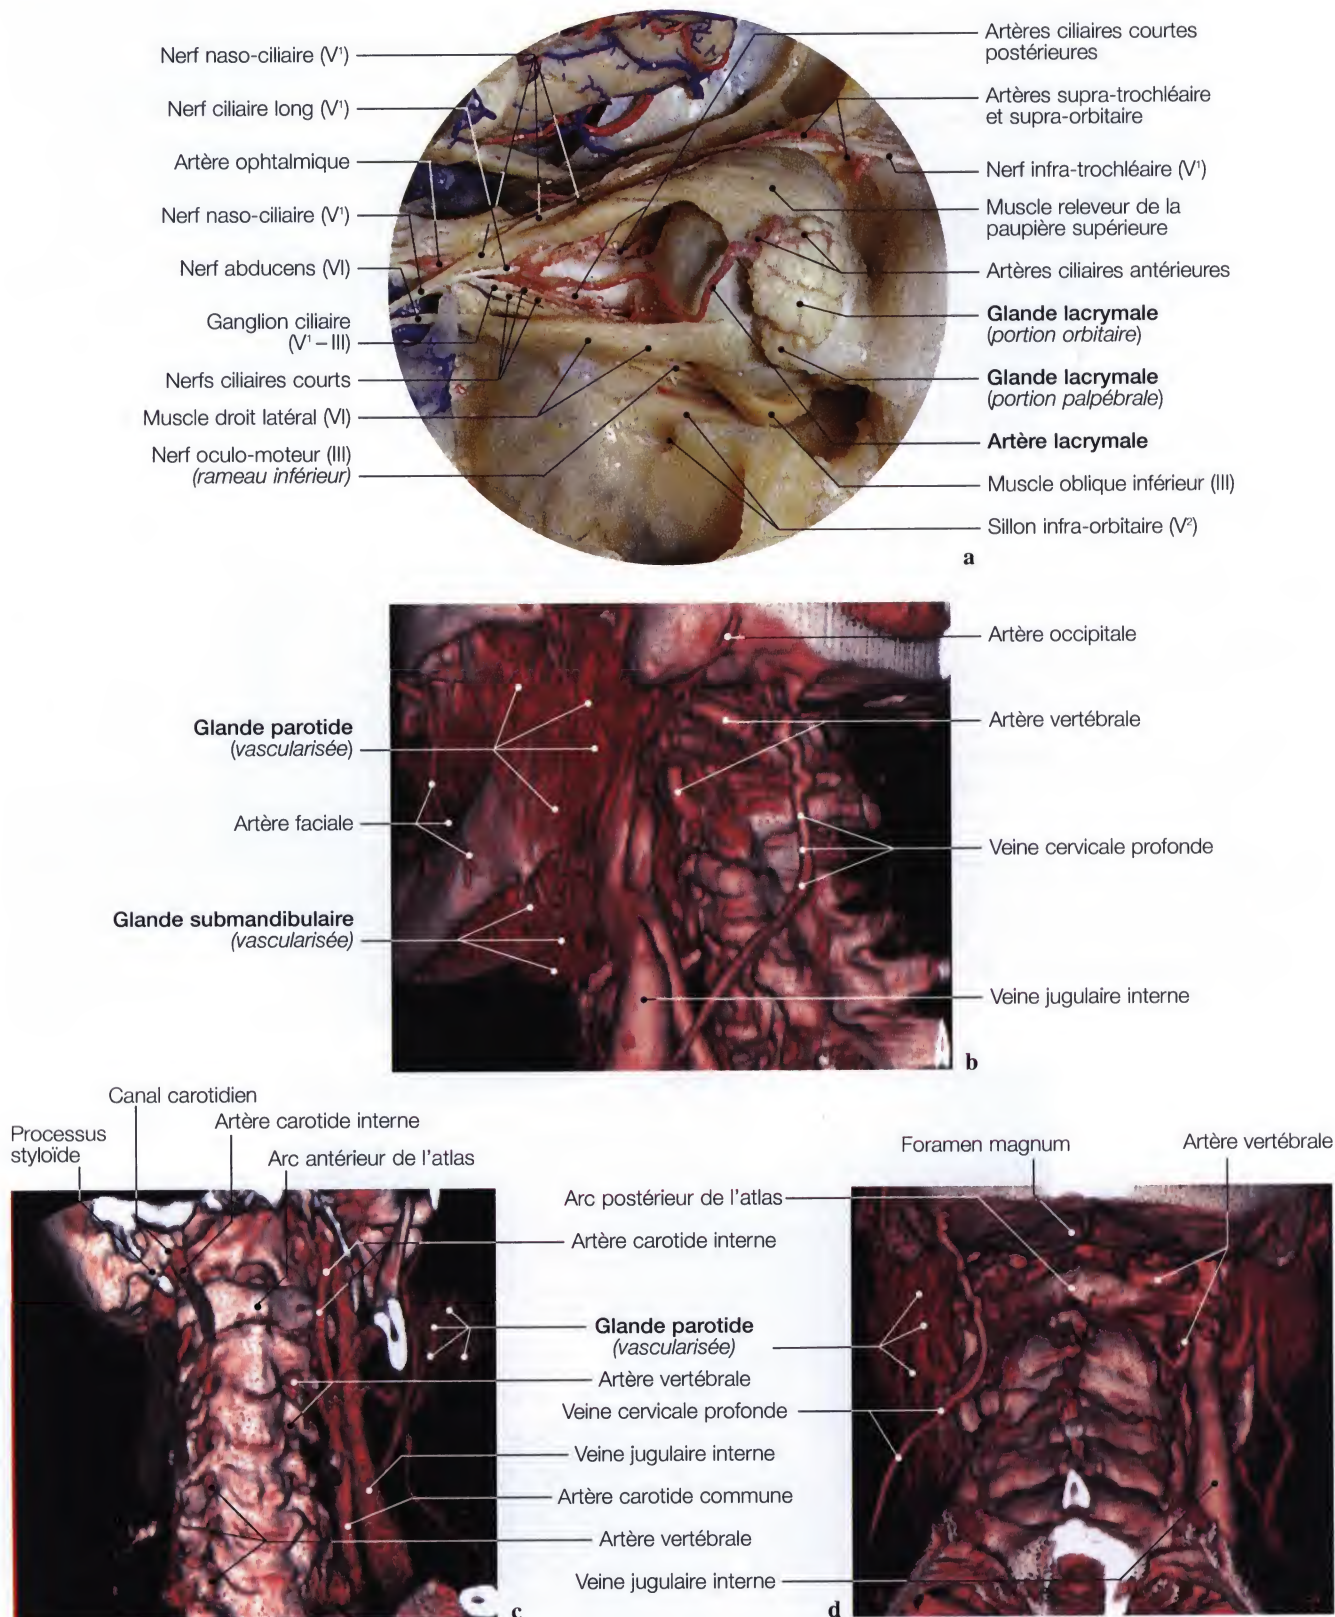 Nerf naso-ciliaire (V¹)
Nerf ciliaire long (V¹)
Artère ophtalmique
Nerf naso-ciliaire (V¹)
Nerf abducens (VI)
Ganglion ciliaire
(V¹ – III)
Nerfs ciliaires courts
Muscle droit latéral (VI)
Nerf oculo-moteur (III)
(rameau inférieur)
Artères ciliaires courtes
postérieures
Artères supra-trochléaire
et supra-orbitaire
Nerf infra-trochléaire (V¹)
Muscle releveur de la
paupière supérieure
Artères ciliaires antérieures
Glande lacrymale
(portion orbitaire)
Glande lacrymale
(portion palpébrale)
Artère lacrymale
Muscle oblique inférieur (III)
Sillon infra-orbitaire (V²)
a
Glande parotide
(vascularisée)
Artère faciale
Glande submandibulaire
(vascularisée)
Artère occipitale
Artère vertébrale
Veine cervicale profonde
Veine jugulaire interne
b
Canal carotidien
Artère carotide interne
Processus
styloïde
Arc antérieur de l'atlas
Foramen magnum
Artère vertébrale
Arc postérieur de l'atlas
Artère carotide interne
Glande parotide
(vascularisée)
Artère vertébrale
Veine cervicale profonde
Veine jugulaire interne
Artère carotide commune
Artère vertébrale
Veine jugulaire interne
c
d